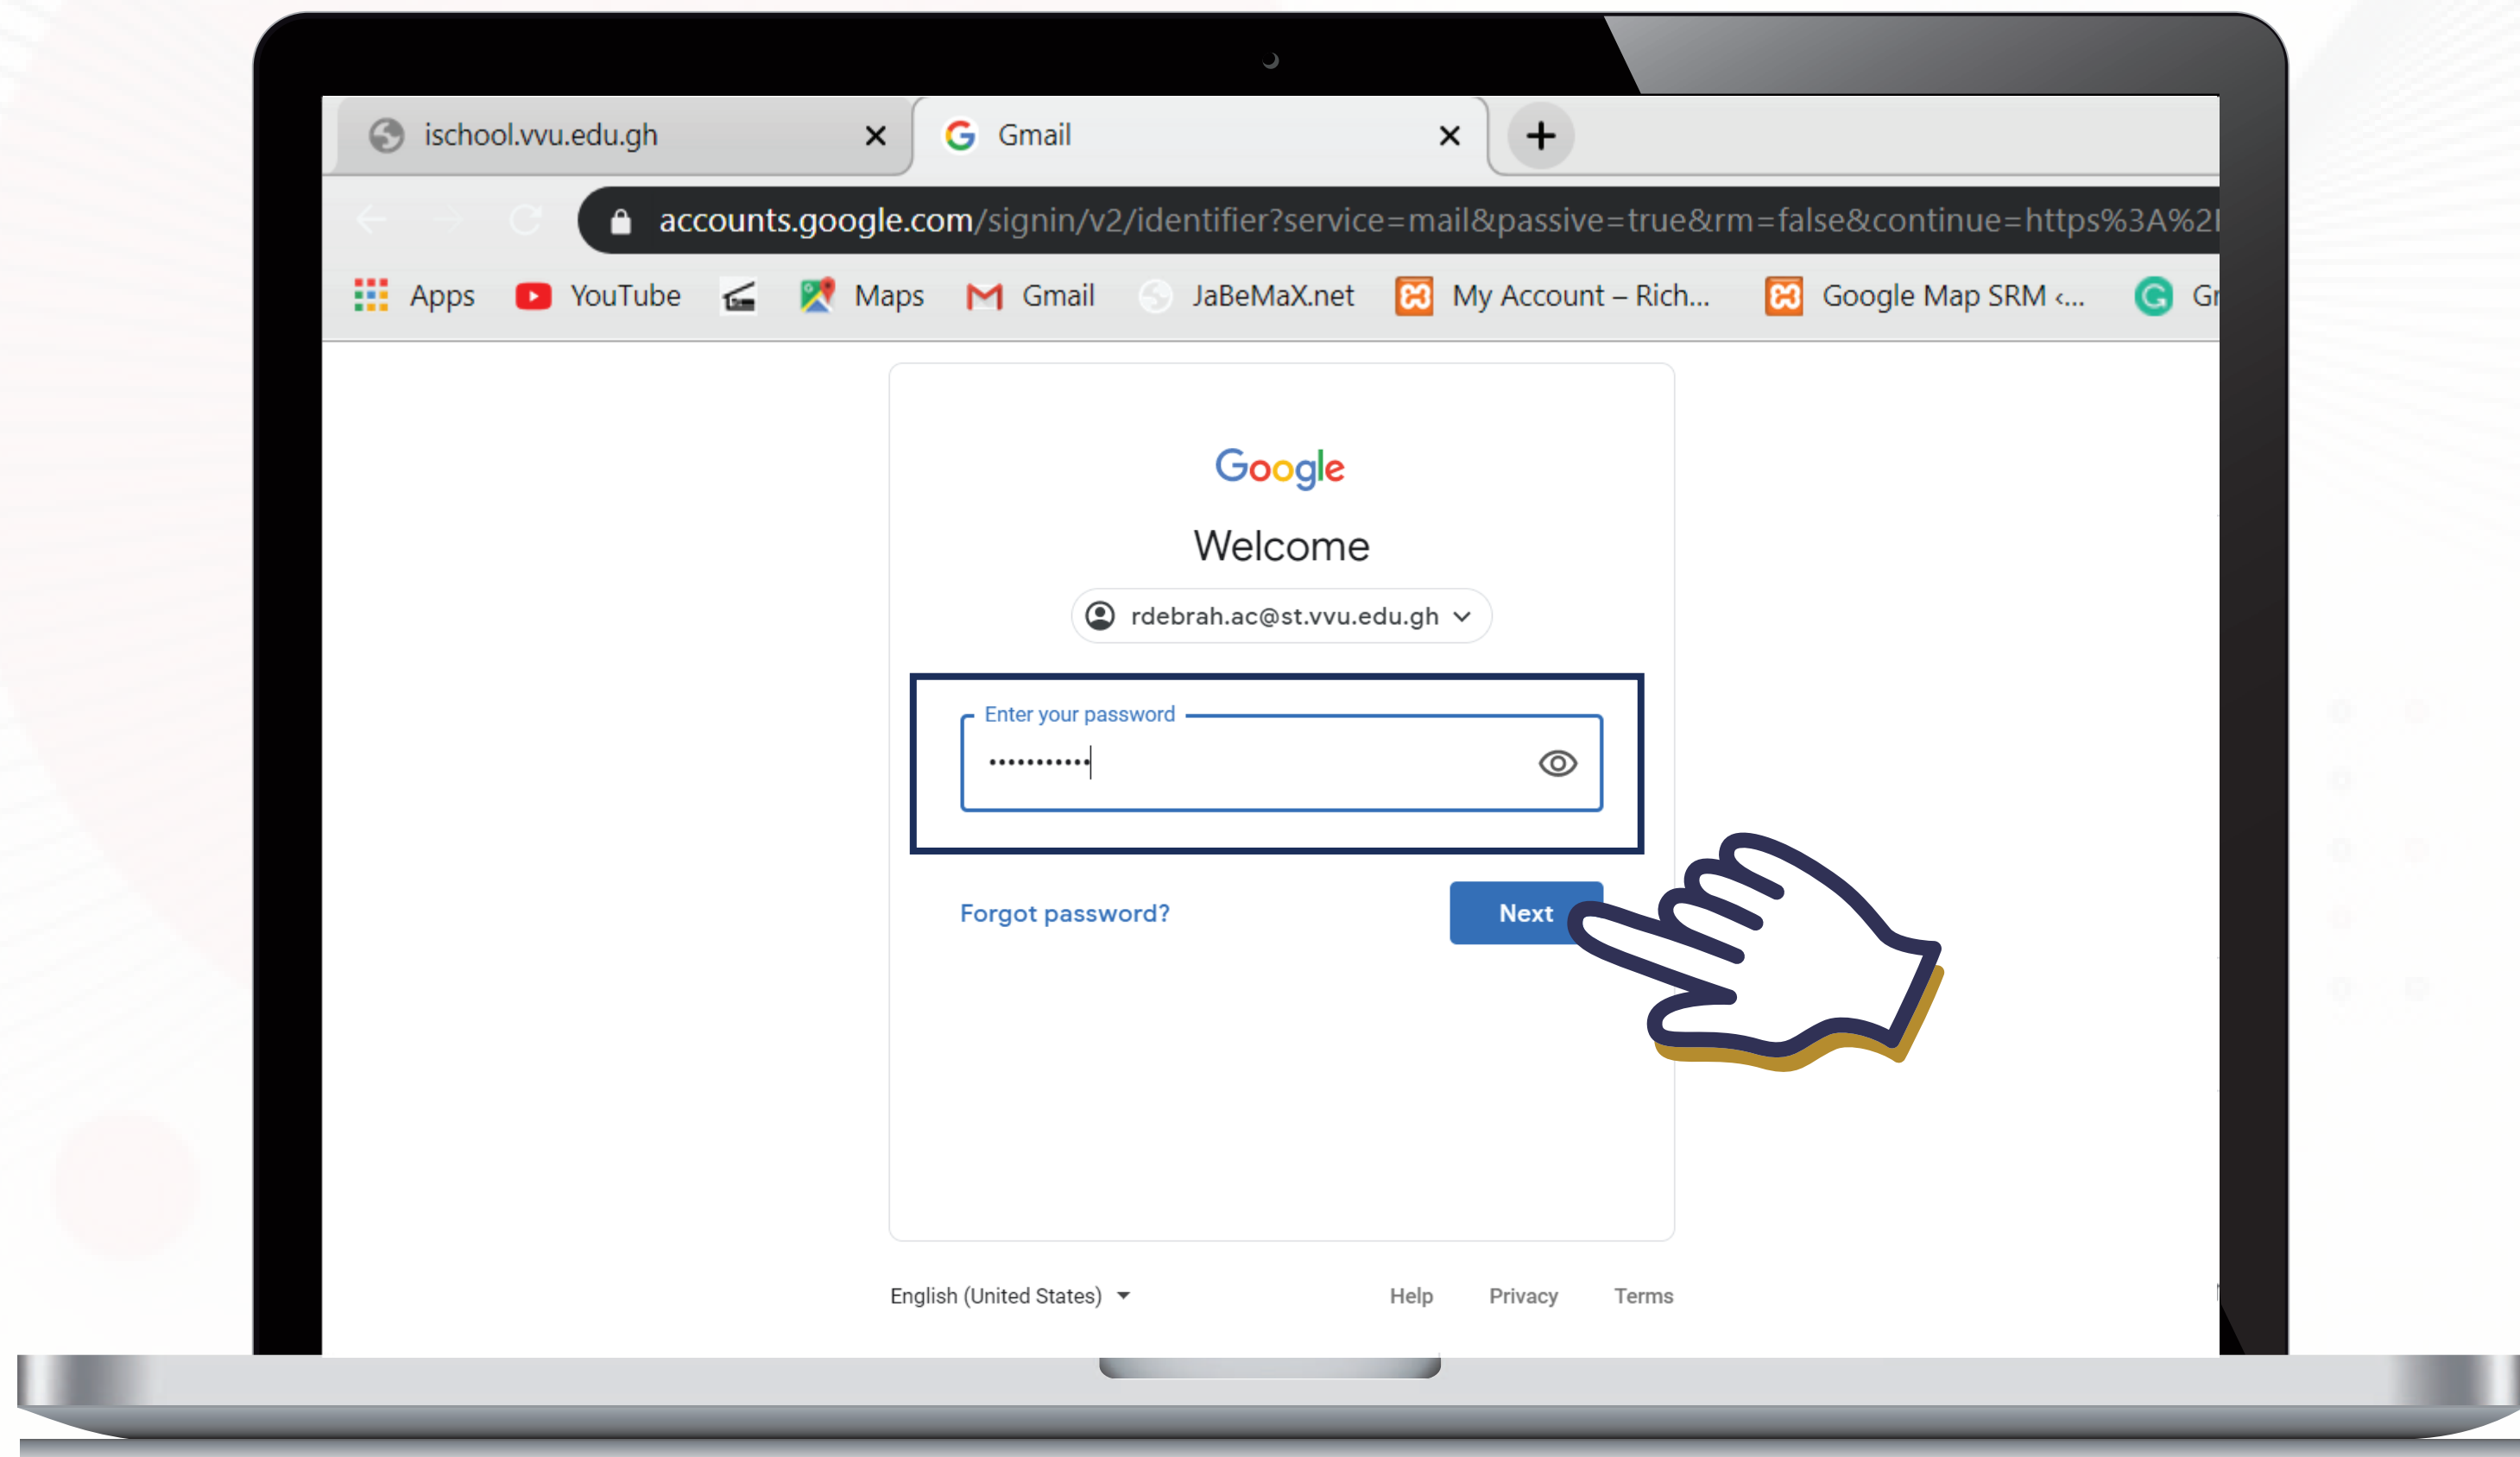 ischool.vvu.edu.gh
Gmail
accounts.google.com/signin/v2/identifier?service=mail&passive=true&rm=false&continue=https%3A%2
Apps YouTube Maps Gmail JaBeMaX.net My Account – Rich... Google Map SRM ‹... Gr
Google
Welcome
rdebrah.ac@st.vvu.edu.gh
Enter your password
•••••••••••
Forgot password?
Next
English (United States)
Help Privacy Terms